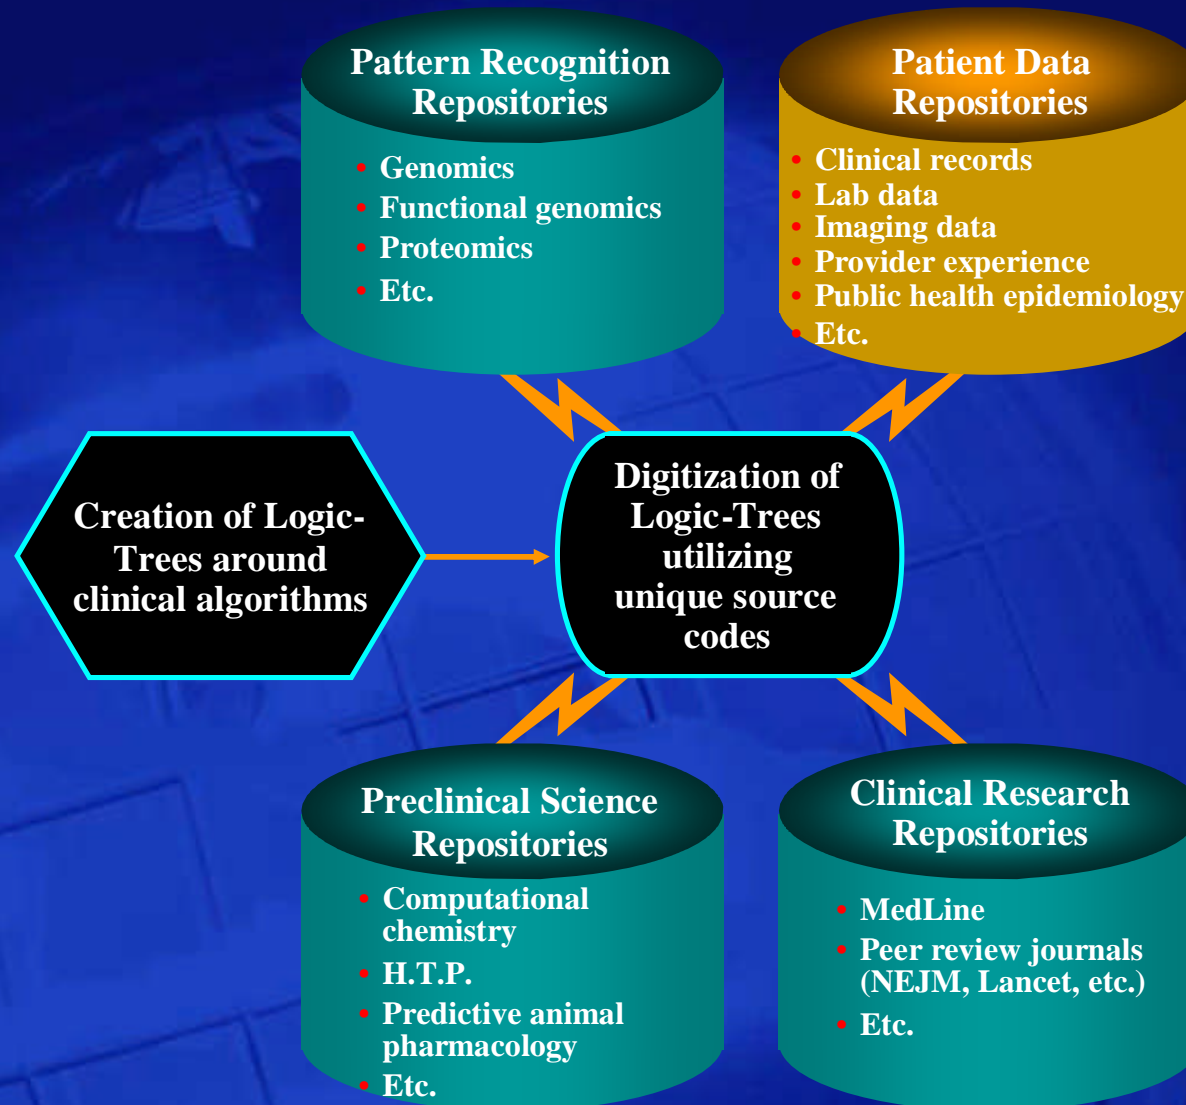 Pattern Recognition
Repositories
• Genomics
• Functional genomics
• Proteomics
• Etc.
Patient Data
Repositories
• Clinical records
• Lab data
• Imaging data
• Provider experience
• Public health epidemiology
• Etc.
Creation of Logic-
Trees around
clinical algorithms
Digitization of
Logic-Trees
utilizing
unique source
codes
Preclinical Science
Repositories
• Computational
chemistry
• H.T.P.
• Predictive animal
pharmacology
• Etc.
Clinical Research
Repositories
• MedLine
• Peer review journals
(NEJM, Lancet, etc.)
• Etc.